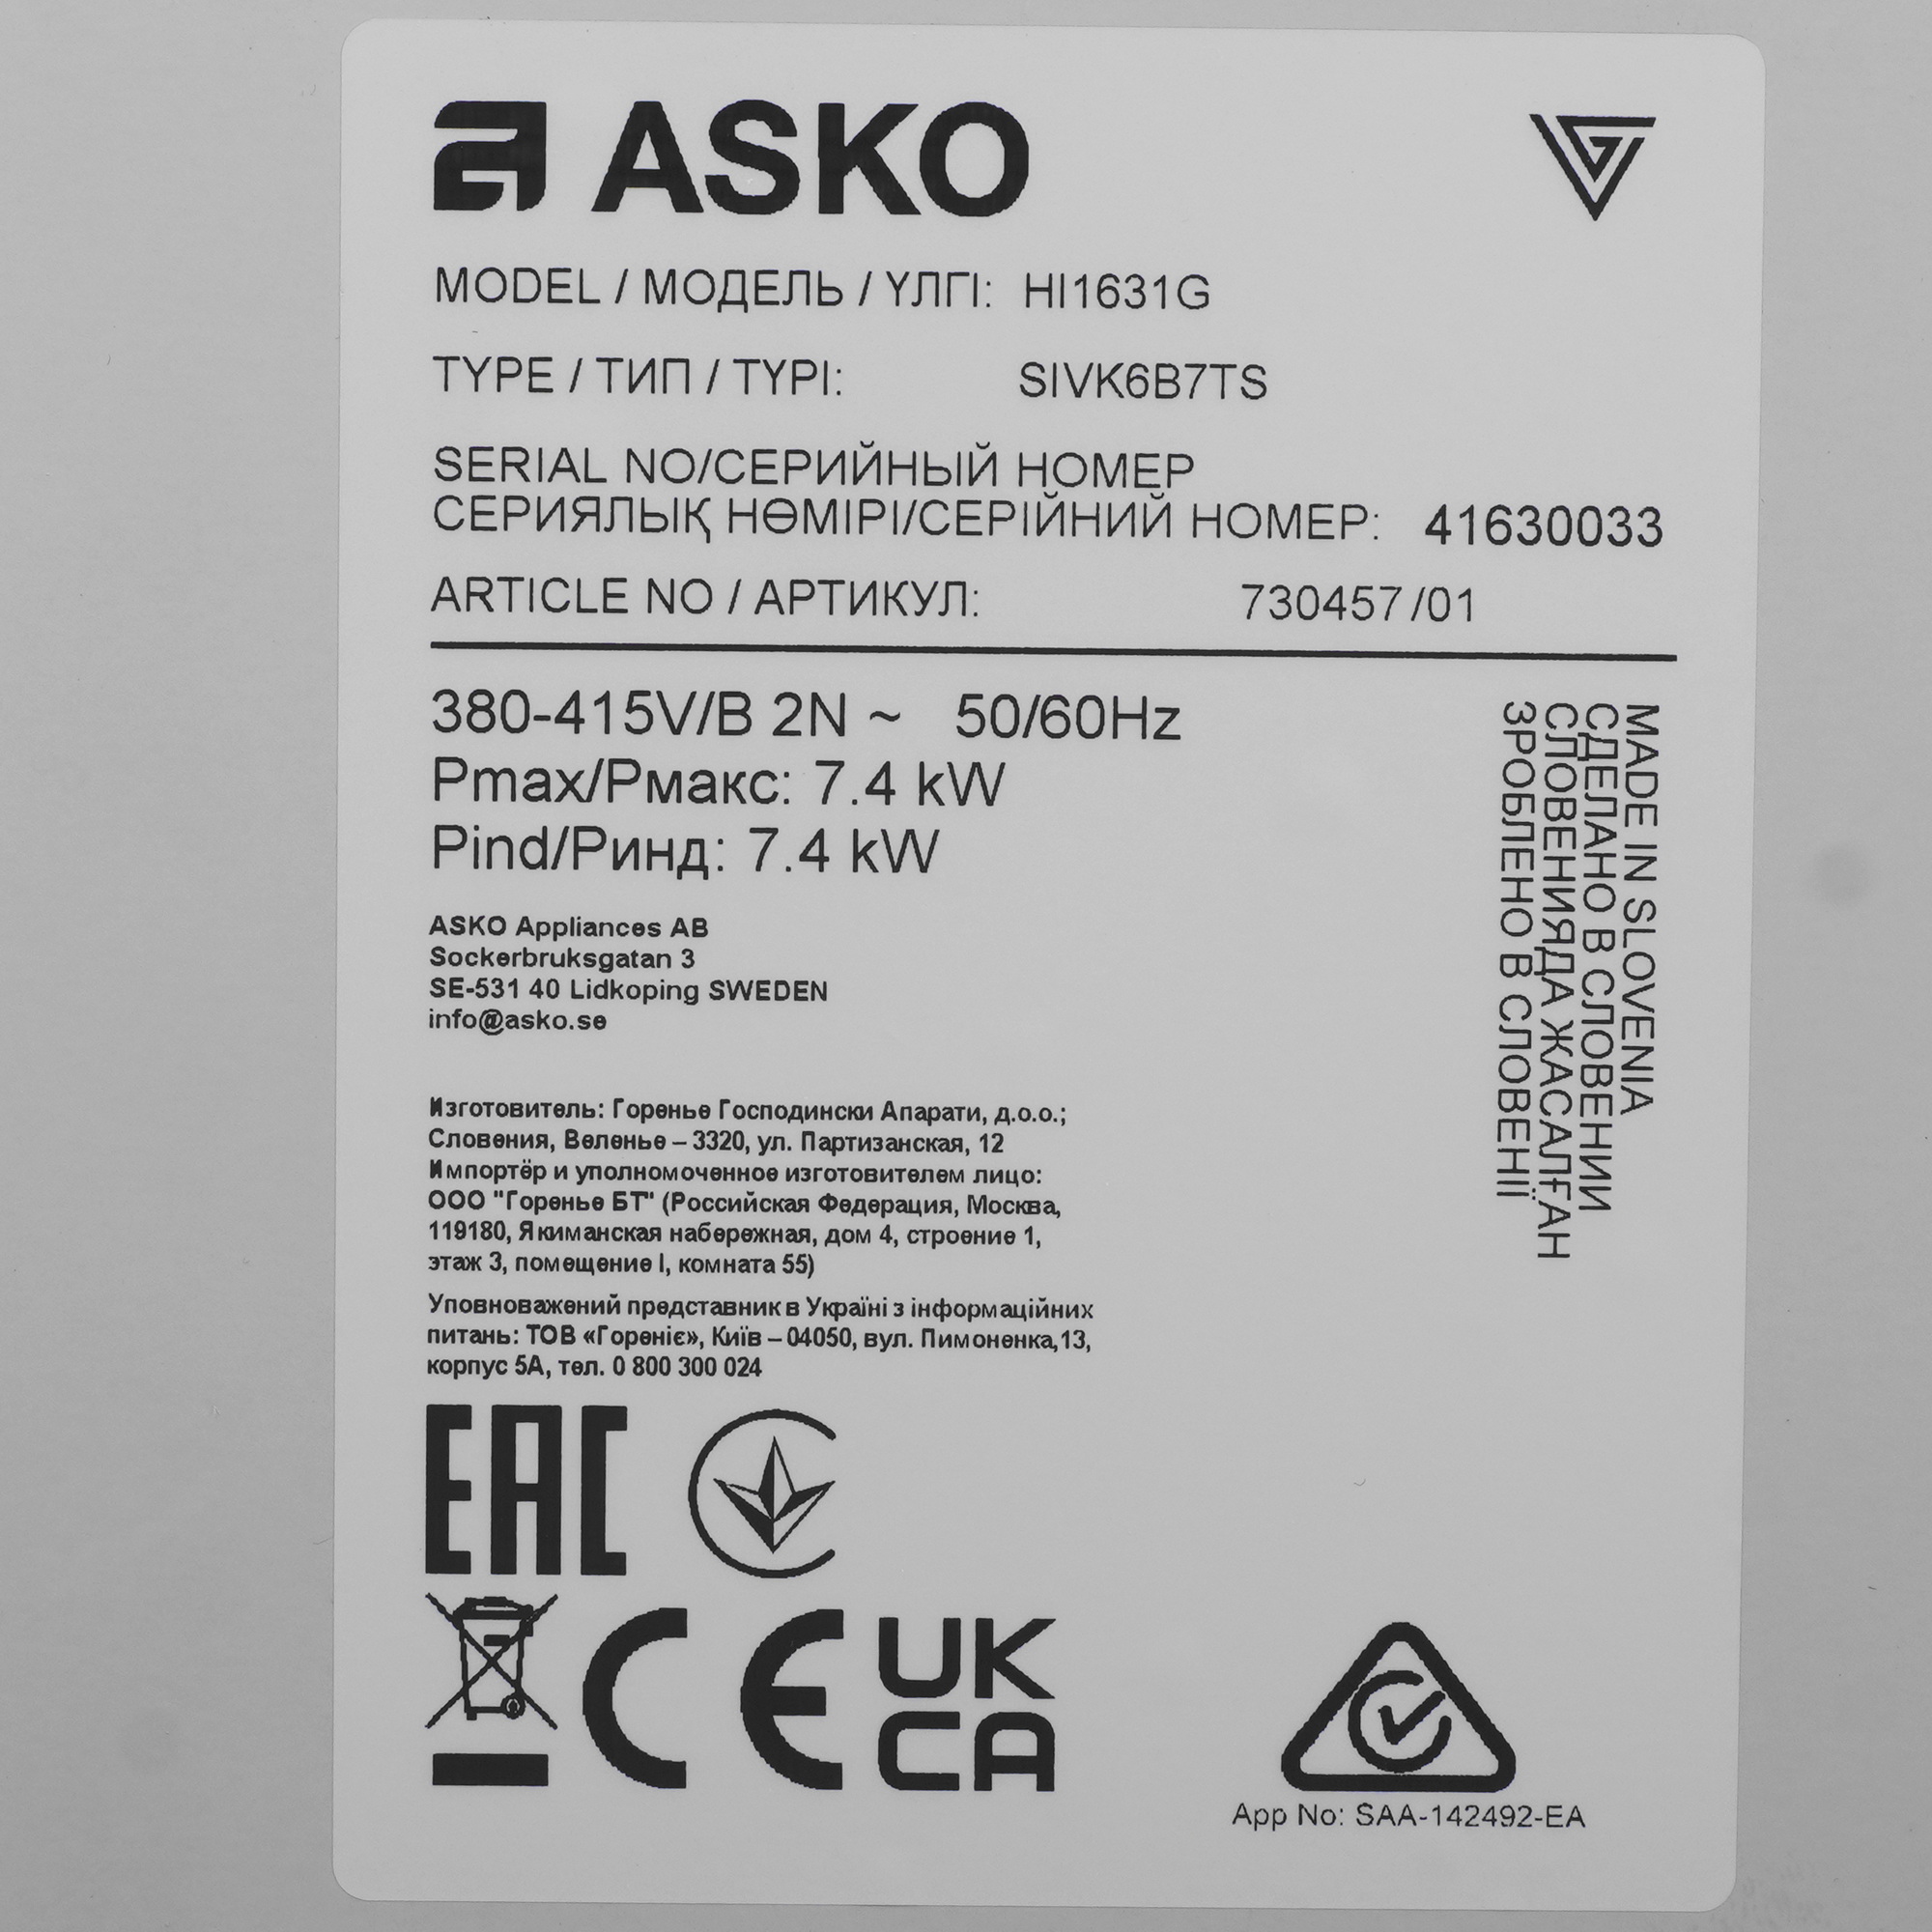 ASKO
MODEL / МОДЕЛЬ / ҮЛГІ: HI1631G
TYPE / ТИП / TYPI: SIVK6B7TS
SERIAL NO/СЕРИЙНЫЙ НОМЕР
СЕРИЯЛЫҚ НӨМІРІ/СЕРІЙНИЙ НОМЕР: 41630033
ARTICLE NO / АРТИКУЛ: 730457/01
380-415V/B 2N ~ 50/60Hz
Pmax/Рмакс: 7.4 kW
Pind/Ринд: 7.4 kW
MADE IN SLOVENIA
СДЕЛАНО В СЛОВЕНИИ
СЛОВЕНИЯДА ЖАСАЛҒАН
ЗРОБЛЕНО В СЛОВЕНІЇ
ASKO Appliances AB
Sockerbruksgatan 3
SE-531 40 Lidkoping SWEDEN
info@asko.se
Изготовитель: Горенье Господински Апарати, д.о.о.;
Словения, Веленье – 3320, ул. Партизанская, 12
Импортёр и уполномоченное изготовителем лицо:
ООО "Горенье БТ" (Российская Федерация, Москва,
119180, Якиманская набережная, дом 4, строение 1,
этаж 3, помещение I, комната 55)
Уповноважений представник в Україні з інформаційних
питань: ТОВ «Гореніє», Київ – 04050, вул. Пимоненка,13,
корпус 5А, тел. 0 800 300 024
EAC
CE UK
CA
App No: SAA-142492-EA